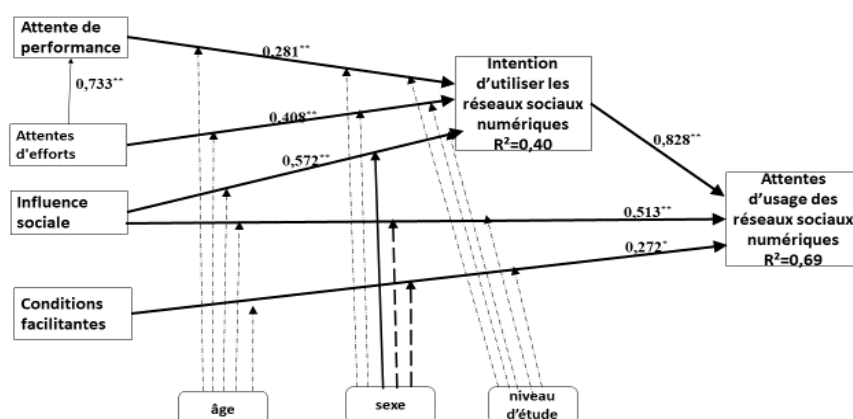 Attente de
performance
0,281**
0,733**
Intention
d'utiliser les
réseaux sociaux
numériques
R²=0,40
Attentes
d'efforts
0,408**
0,828**
0,572**
Influence
sociale
0,513**
Attentes
d'usage des
réseaux sociaux
numériques
R²=0,69
0,272*
Conditions
facilitantes
âge
sexe
niveau
d'étude